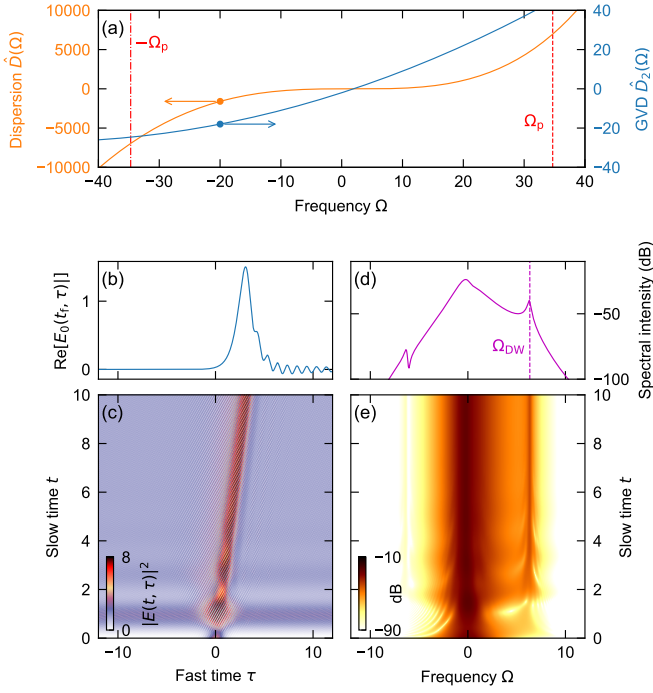 (a)
Dispersion D̂(Ω)
10000
5000
0
−5000
−10000
−Ωp
Ωp
40
20
0
−20
−40
GVD D̂2(Ω)
−40 −30 −20 −10 0 10 20 30 40
Frequency Ω
(b)
Re[E0(tf, τ)|]
1
0
(d)
ΩDW
Spectral intensity (dB)
−50
−100
(c)
Slow time t
10
8
6
4
2
0
8
0
|E(t, τ)|²
−10 0 10
Fast time τ
(e)
−10
−90
dB
10
8
6
4
2
0
Slow time t
−10 0 10
Frequency Ω